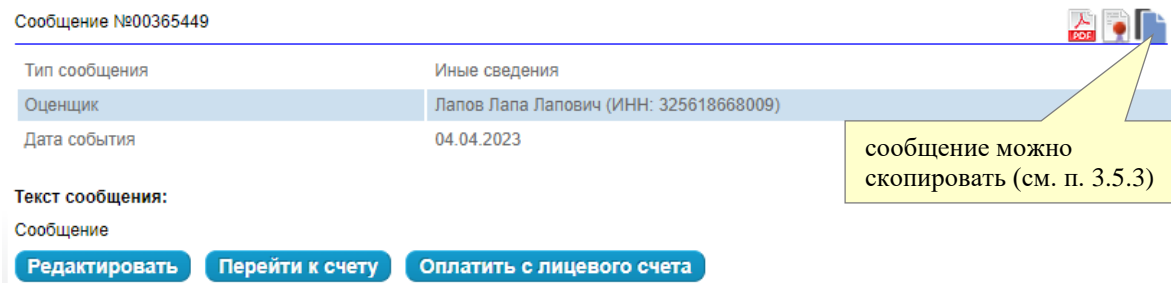 Сообщение №00365449
PDF
Тип сообщения Иные сведения
Оценщик Лапов Лапа Лапович (ИНН: 325618668009)
Дата события 04.04.2023
сообщение можно
скопировать (см. п. 3.5.3)
Текст сообщения:
Сообщение
Редактировать Перейти к счету Оплатить с лицевого счета